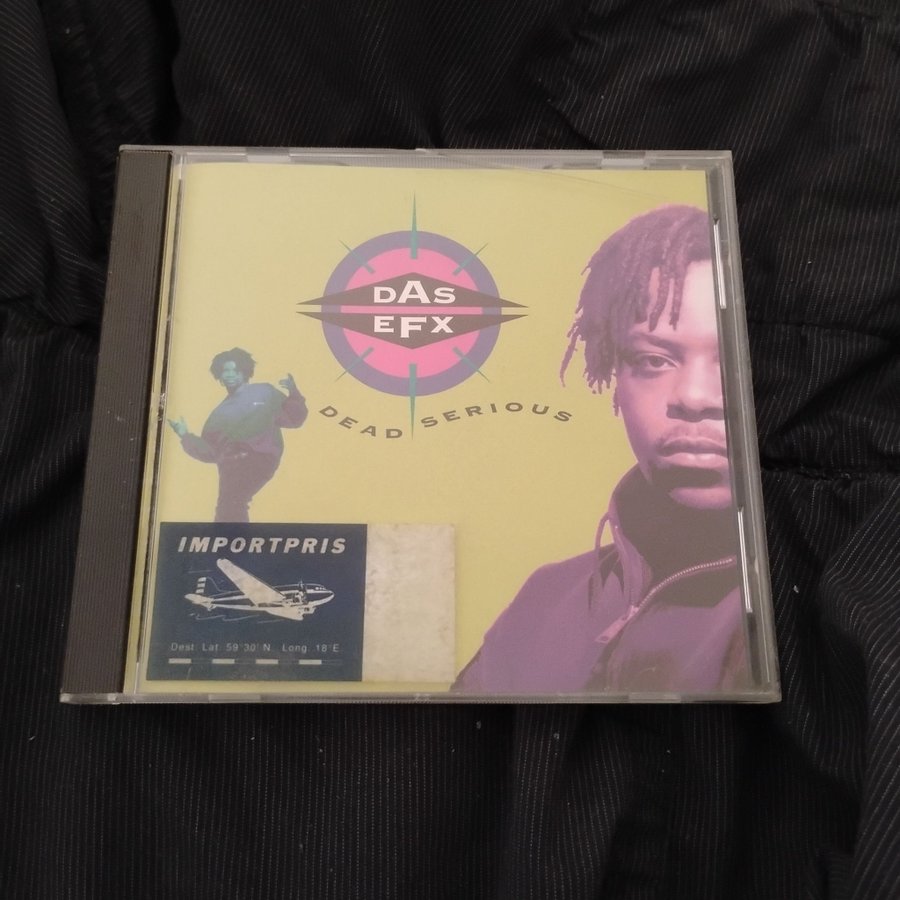 DAS
EFX
DEAD SERIOUS
IMPORTPRIS
Dest. Lat. 59°30' N. Long. 18°E